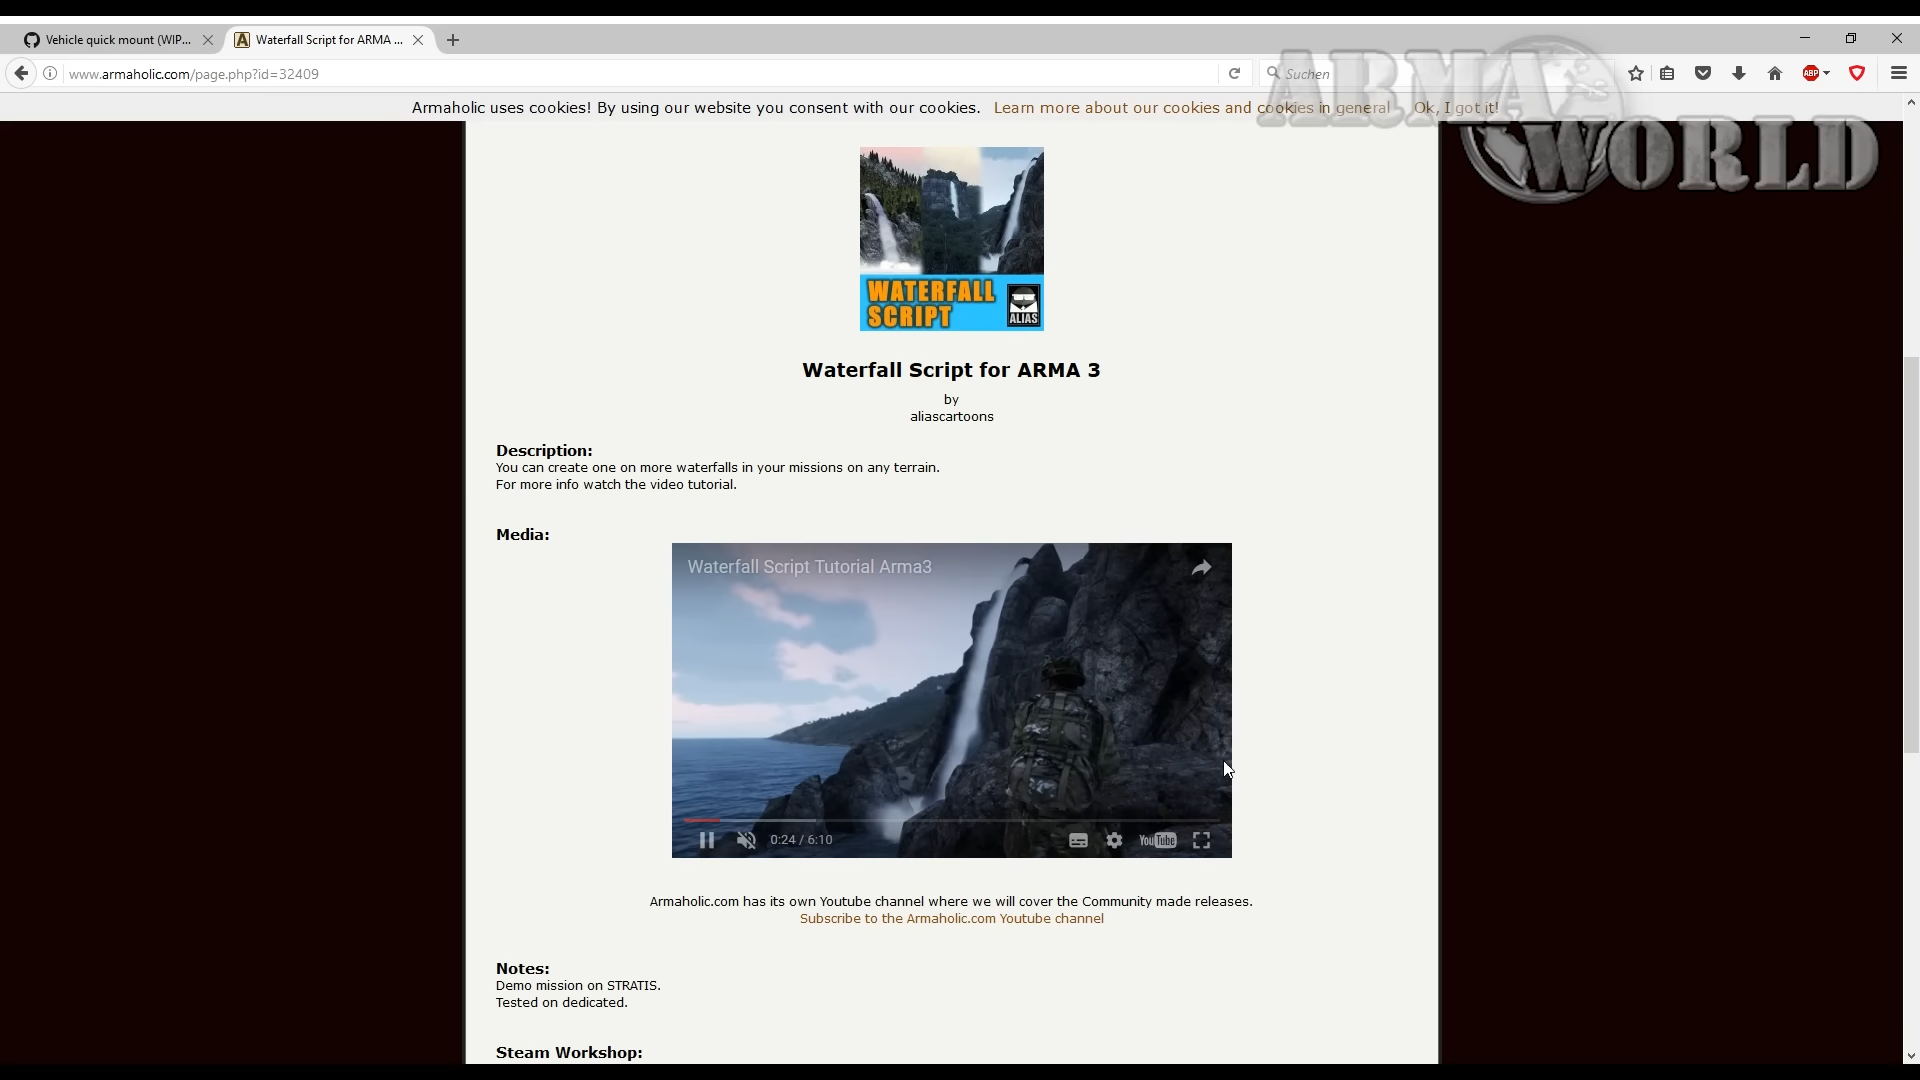 Vehicle quick mount (WIP...
Waterfall Script for ARMA ...
www.armaholic.com/page.php?id=32409
Suchen
ABP
ARMA
WORLD
Armaholic uses cookies! By using our website you consent with our cookies. Learn more about our cookies and cookies in general Ok, I got it!
WATERFALL
SCRIPT
ALIAS
Waterfall Script for ARMA 3
by
aliascartoons
Description:
You can create one on more waterfalls in your missions on any terrain.
For more info watch the video tutorial.
Media:
Waterfall Script Tutorial Arma3
0:24 / 6:10
YouTube
Armaholic.com has its own Youtube channel where we will cover the Community made releases.
Subscribe to the Armaholic.com Youtube channel
Notes:
Demo mission on STRATIS.
Tested on dedicated.
Steam Workshop: